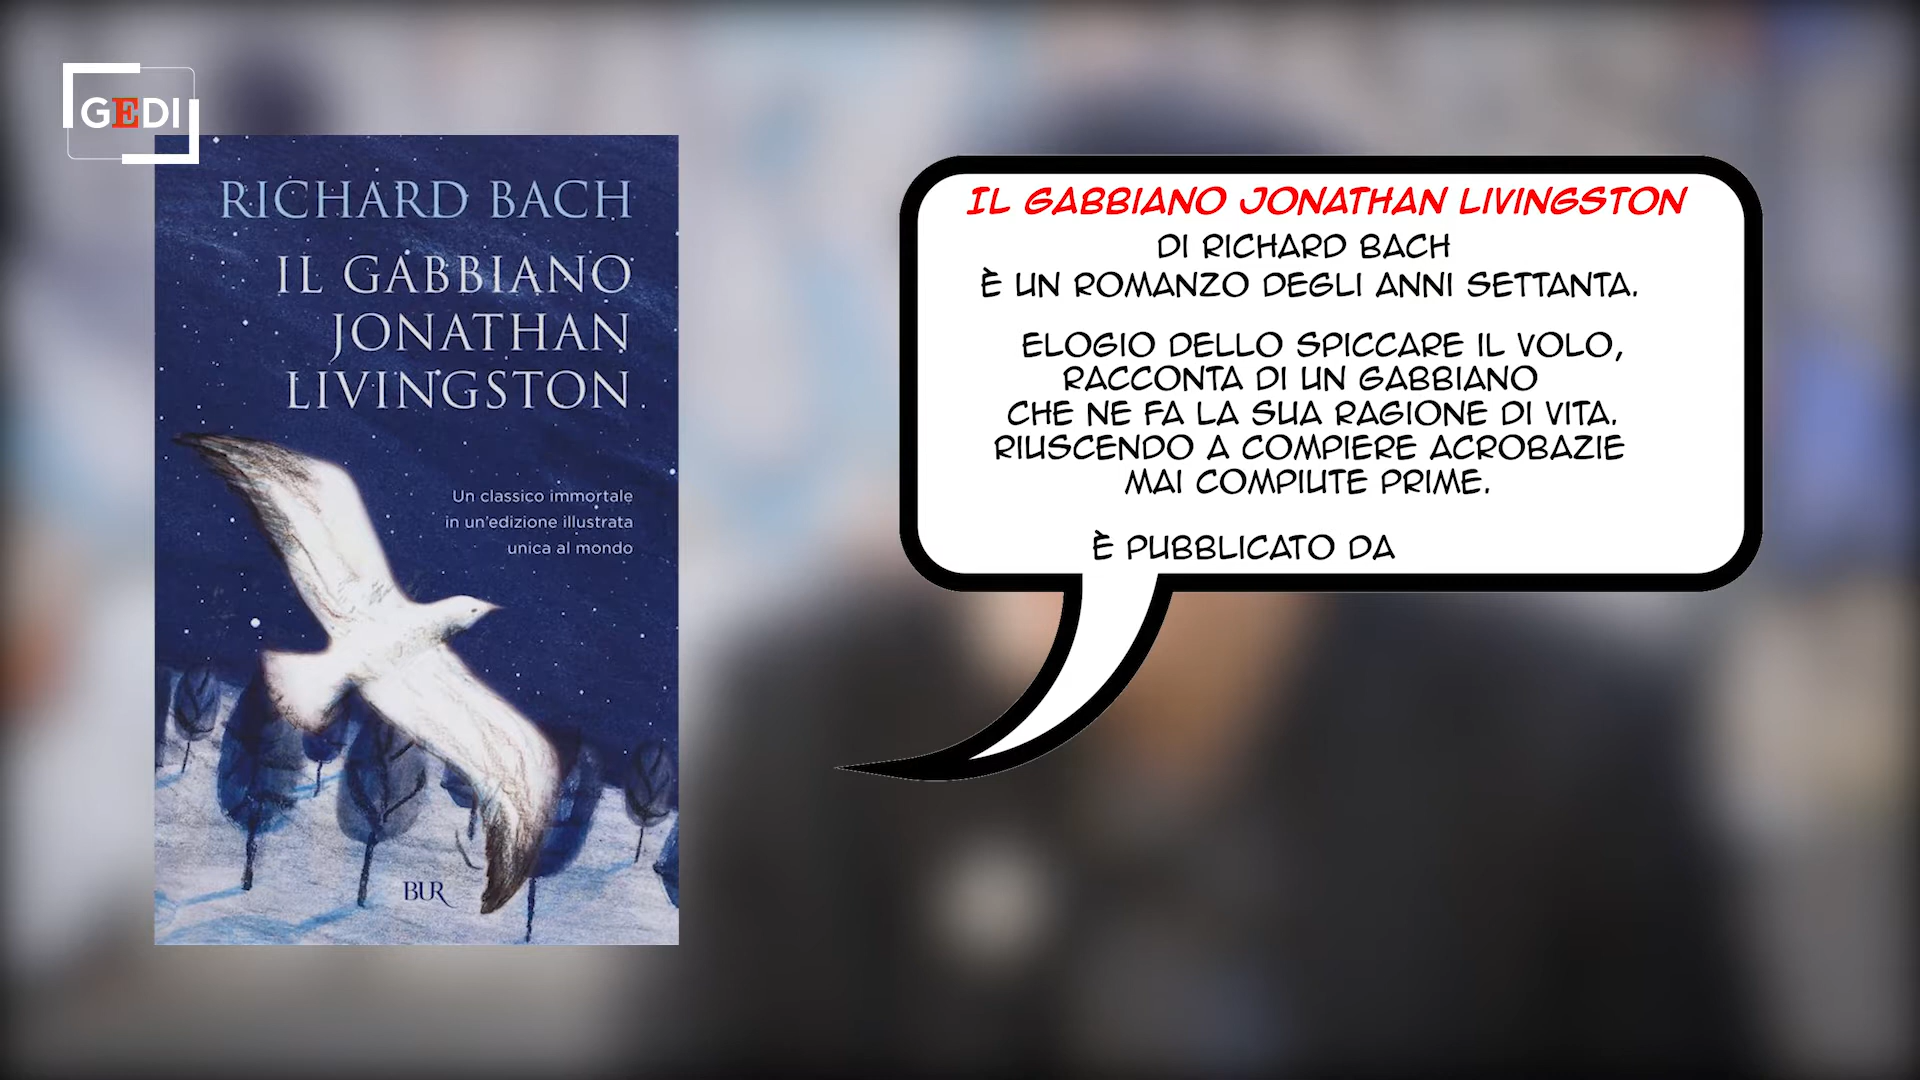 GEDI
RICHARD BACH
IL GABBIANO
JONATHAN
LIVINGSTON
Un classico immortale
in un'edizione illustrata
unica al mondo
BUR
IL GABBIANO JONATHAN LIVINGSTON
DI RICHARD BACH
È UN ROMANZO DEGLI ANNI SETTANTA.
ELOGIO DELLO SPICCARE IL VOLO,
RACCONTA DI UN GABBIANO
CHE NE FA LA SUA RAGIONE DI VITA.
RIUSCENDO A COMPIERE ACROBAZIE
MAI COMPIUTE PRIME.
È PUBBLICATO DA